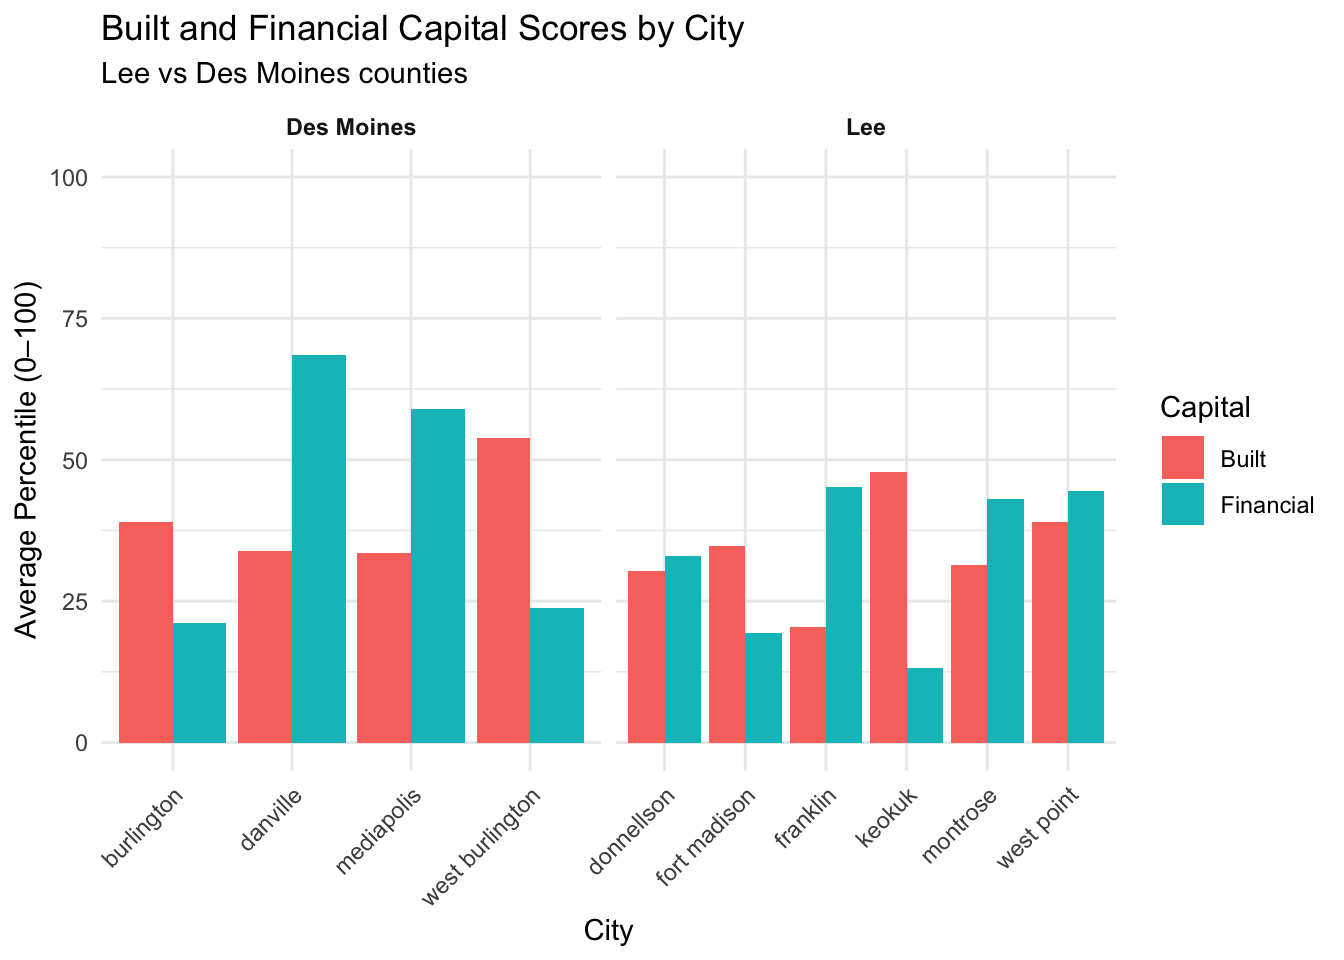 Built and Financial Capital Scores by City
Lee vs Des Moines counties
Des Moines
Lee
Average Percentile (0–100)
100
75
50
25
0
burlington
danville
mediapolis
west burlington
donnellson
fort madison
franklin
keokuk
montrose
west point
City
Capital
Built
Financial